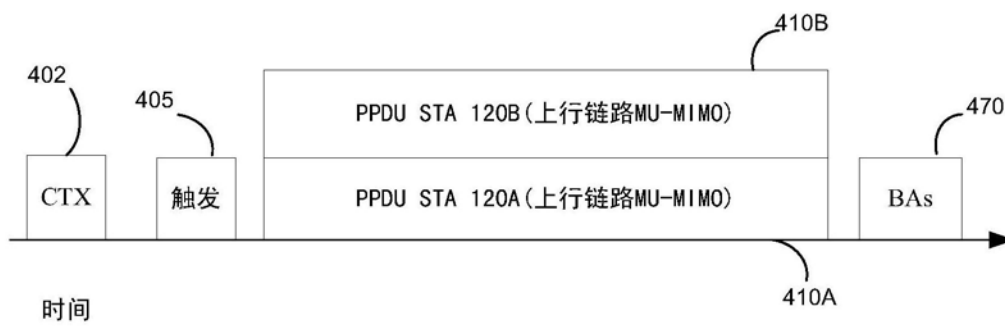 410B
402
405
PPDU STA 120B(上行链路MU-MIMO)
470
CTX
触发
PPDU STA 120A(上行链路MU-MIMO)
BAs
410A
时间